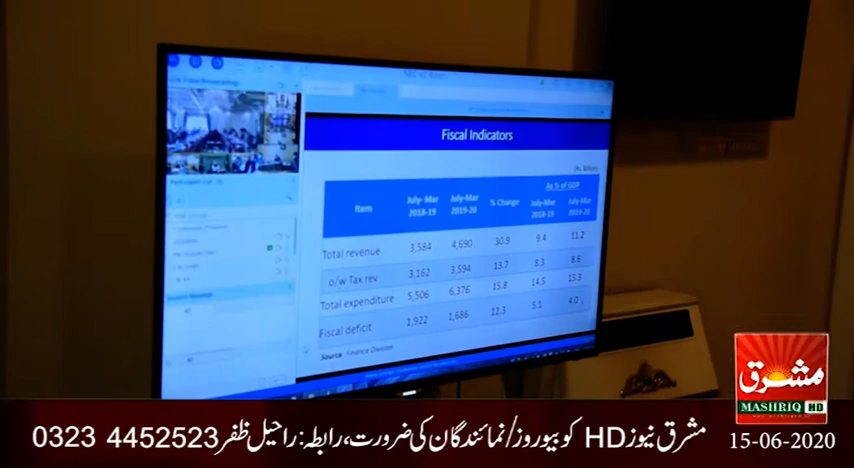 Fiscal Indicators
(Rs. Billion)
As % of GDP
Item July-Mar 2018-19 July-Mar 2019-20 % Change July-Mar 2018-19 July-Mar 2019-20
Total revenue 3,584 4,690 30.9 9.4 11.2
o/w Tax rev 3,162 3,594 13.7 8.3 8.6
Total expenditure 5,506 6,376 15.8 14.5 15.3
Fiscal deficit 1,922 1,686 12.3 5.1 4.0
Source: Finance Division
مشرق
MASHRIQ HD
مشرق نیوز HD کو بیوروز/نمائندگان کی ضرورت، رابطہ: راحیل ظفر 0323 4452523
15-06-2020